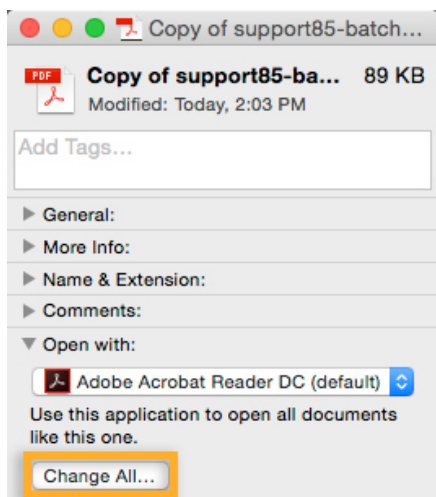 Copy of support85-batch...
PDF
Copy of support85-ba... 89 KB
Modified: Today, 2:03 PM
Add Tags...
General:
More Info:
Name & Extension:
Comments:
Open with:
Adobe Acrobat Reader DC (default)
Use this application to open all documents
like this one.
Change All...